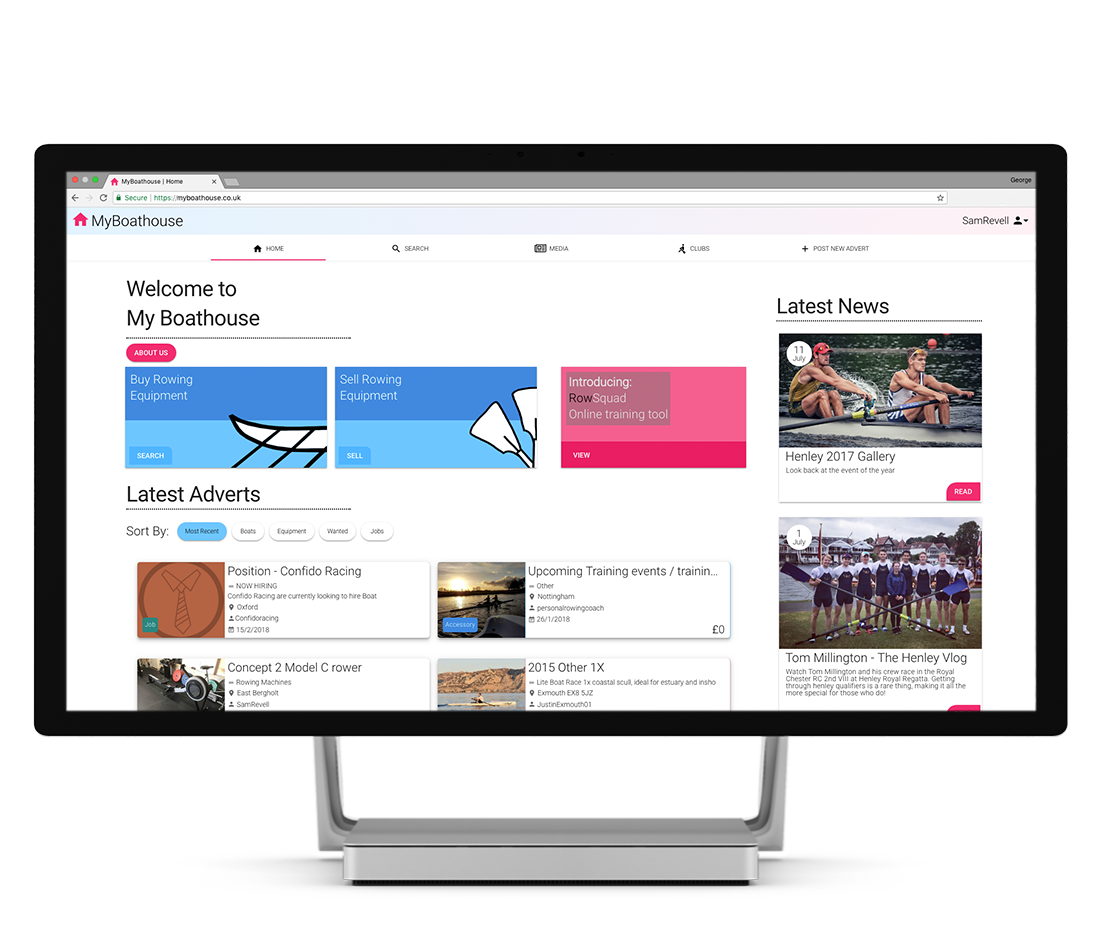 MyBoathouse | Home
George
Secure | https://myboathouse.co.uk
MyBoathouse
SamRevell
HOME
SEARCH
MEDIA
CLUBS
POST NEW ADVERT
Welcome to
My Boathouse
ABOUT US
Buy Rowing
Equipment
SEARCH
Sell Rowing
Equipment
SELL
Introducing:
RowSquad
Online training tool
VIEW
Latest Adverts
Sort By:
Most Recent
Boats
Equipment
Wanted
Jobs
Position - Confido Racing
NOW HIRING
Confido Racing are currently looking to hire Boat
Oxford
Confidoracing
15/2/2018
Job
Upcoming Training events / trainin...
Other
Nottingham
personalrowingcoach
26/1/2018
£0
Accessory
Concept 2 Model C rower
Rowing Machines
East Bergholt
SamRevell
2015 Other 1X
Lite Boat Race 1x coastal scull, ideal for estuary and insho
Exmouth EX8 5JZ
JustinExmouth01
Latest News
11
July
Henley 2017 Gallery
Look back at the event of the year
READ
1
July
Tom Millington - The Henley Vlog
Watch Tom Millington and his crew race in the Royal
Chester RC 2nd VIII at Henley Royal Regatta. Getting
through henley qualifiers is a rare thing, making it all the
more special for those who do!